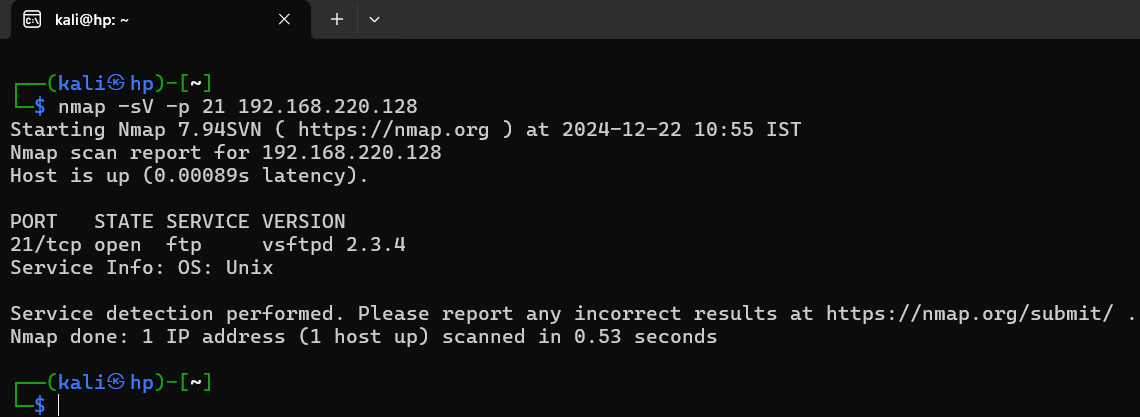 kali@hp: ~
┌──(kali㉿hp)-[~]
└─$ nmap -sV -p 21 192.168.220.128
Starting Nmap 7.94SVN ( https://nmap.org ) at 2024-12-22 10:55 IST
Nmap scan report for 192.168.220.128
Host is up (0.00089s latency).
PORT   STATE SERVICE VERSION
21/tcp open  ftp     vsftpd 2.3.4
Service Info: OS: Unix
Service detection performed. Please report any incorrect results at https://nmap.org/submit/ .
Nmap done: 1 IP address (1 host up) scanned in 0.53 seconds
┌──(kali㉿hp)-[~]
└─$